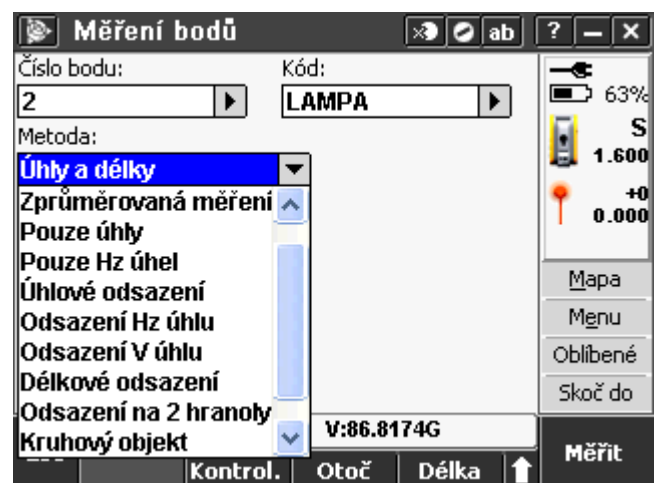 Měření bodů
ab
?
Číslo bodu:
Kód:
2
LAMPA
63%
Metoda:
S
1.600
Úhly a délky
Zprůměrovaná měření
Pouze úhly
Pouze Hz úhel
Úhlové odsazení
Odsazení Hz úhlu
Odsazení V úhlu
Délkové odsazení
Odsazení na 2 hranoly
Kruhový objekt
+0
0.000
Mapa
Menu
Oblíbené
Skoč do
V:86.8174G
Měřit
Kontrol.
Otoč
Délka